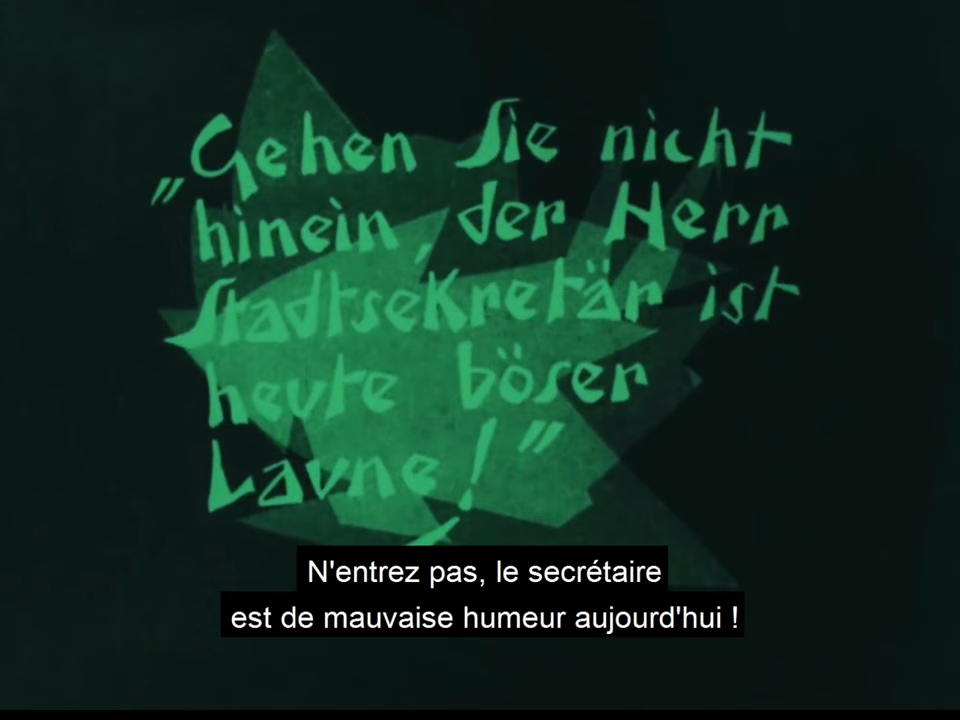 „Gehen Sie nicht
hinein, der Herr
Stadtsekretär ist
heute böser
Laune!”
N'entrez pas, le secrétaire
est de mauvaise humeur aujourd'hui !